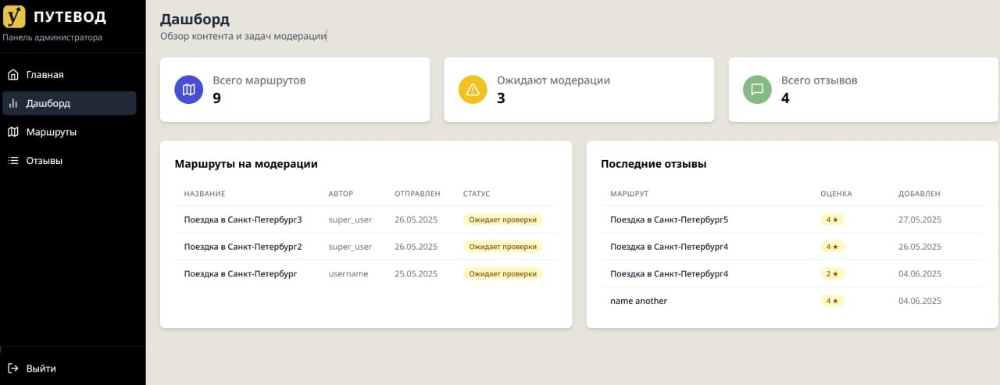 ў ПУТЕВОД
Панель администратора
Главная
Дашборд
Маршруты
Отзывы
Выйти
Дашборд
Обзор контента и задач модерации
Всего маршрутов
9
Ожидают модерации
3
Всего отзывов
4
Маршруты на модерации
НАЗВАНИЕ АВТОР ОТПРАВЛЕН СТАТУС
Поездка в Санкт-Петербург3 super_user 26.05.2025 Ожидает проверки
Поездка в Санкт-Петербург2 super_user 26.05.2025 Ожидает проверки
Поездка в Санкт-Петербург username 25.05.2025 Ожидает проверки
Последние отзывы
МАРШРУТ ОЦЕНКА ДОБАВЛЕН
Поездка в Санкт-Петербург5 4 ★ 27.05.2025
Поездка в Санкт-Петербург4 4 ★ 26.05.2025
Поездка в Санкт-Петербург4 2 ★ 04.06.2025
name another 4 ★ 04.06.2025